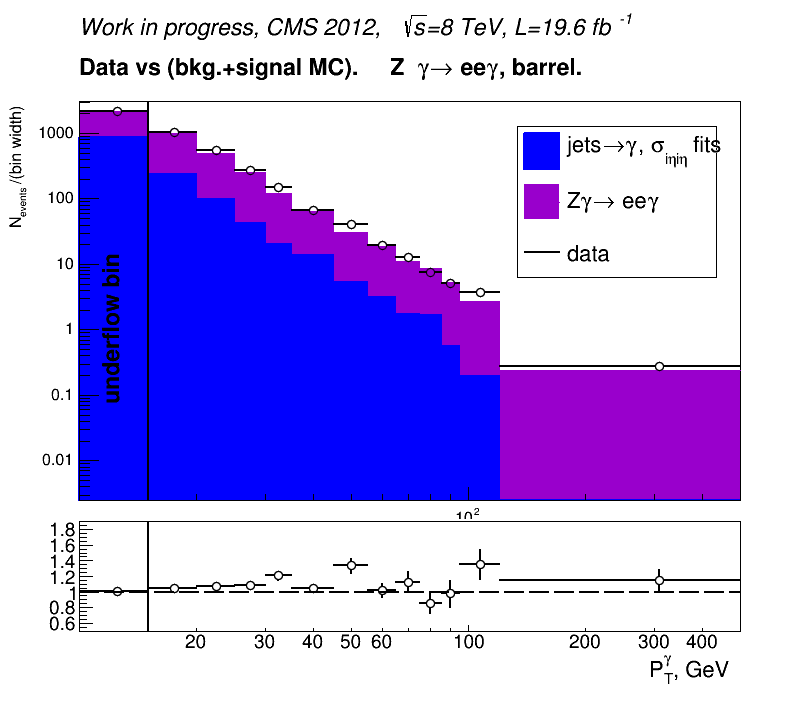 Work in progress, CMS 2012, √s=8 TeV, L=19.6 fb -1
Data vs (bkg.+signal MC). Z γ→ eeγ, barrel.
N events /(bin width)
1000
100
10
1
0.1
0.01
underflow bin
jets→γ, σ iηiη fits
Zγ→ eeγ
data
10²
1.8
1.6
1.4
1.2
1
0.8
0.6
20 30 40 50 60 100 200 300 400
P T γ, GeV